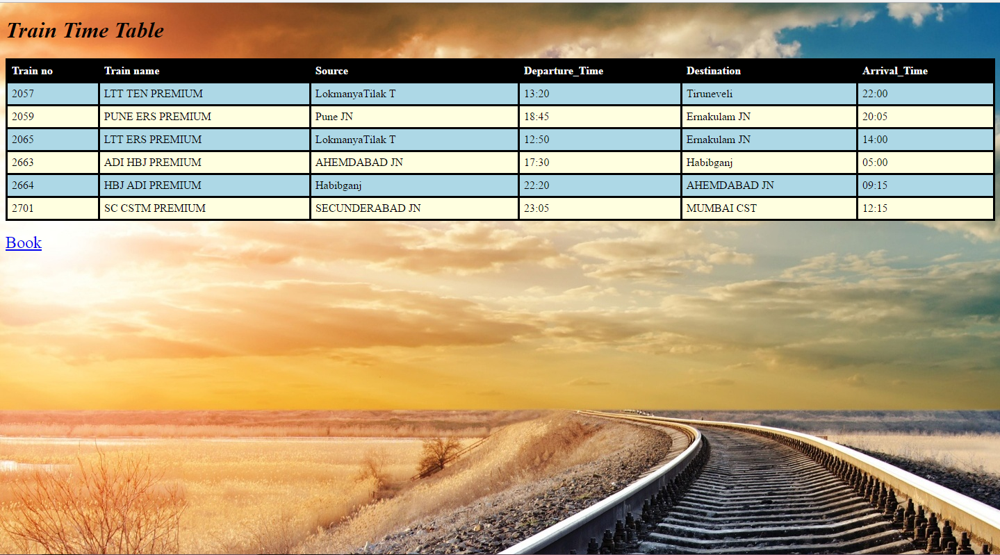 Train Time Table
Train no Train name Source Departure_Time Destination Arrival_Time
2057 LTT TEN PREMIUM LokmanyaTilak T 13:20 Tiruneveli 22:00
2059 PUNE ERS PREMIUM Pune JN 18:45 Ernakulam JN 20:05
2065 LTT ERS PREMIUM LokmanyaTilak T 12:50 Ernakulam JN 14:00
2663 ADI HBJ PREMIUM AHEMDABAD JN 17:30 Habibganj 05:00
2664 HBJ ADI PREMIUM Habibganj 22:20 AHEMDABAD JN 09:15
2701 SC CSTM PREMIUM SECUNDERABAD JN 23:05 MUMBAI CST 12:15
Book